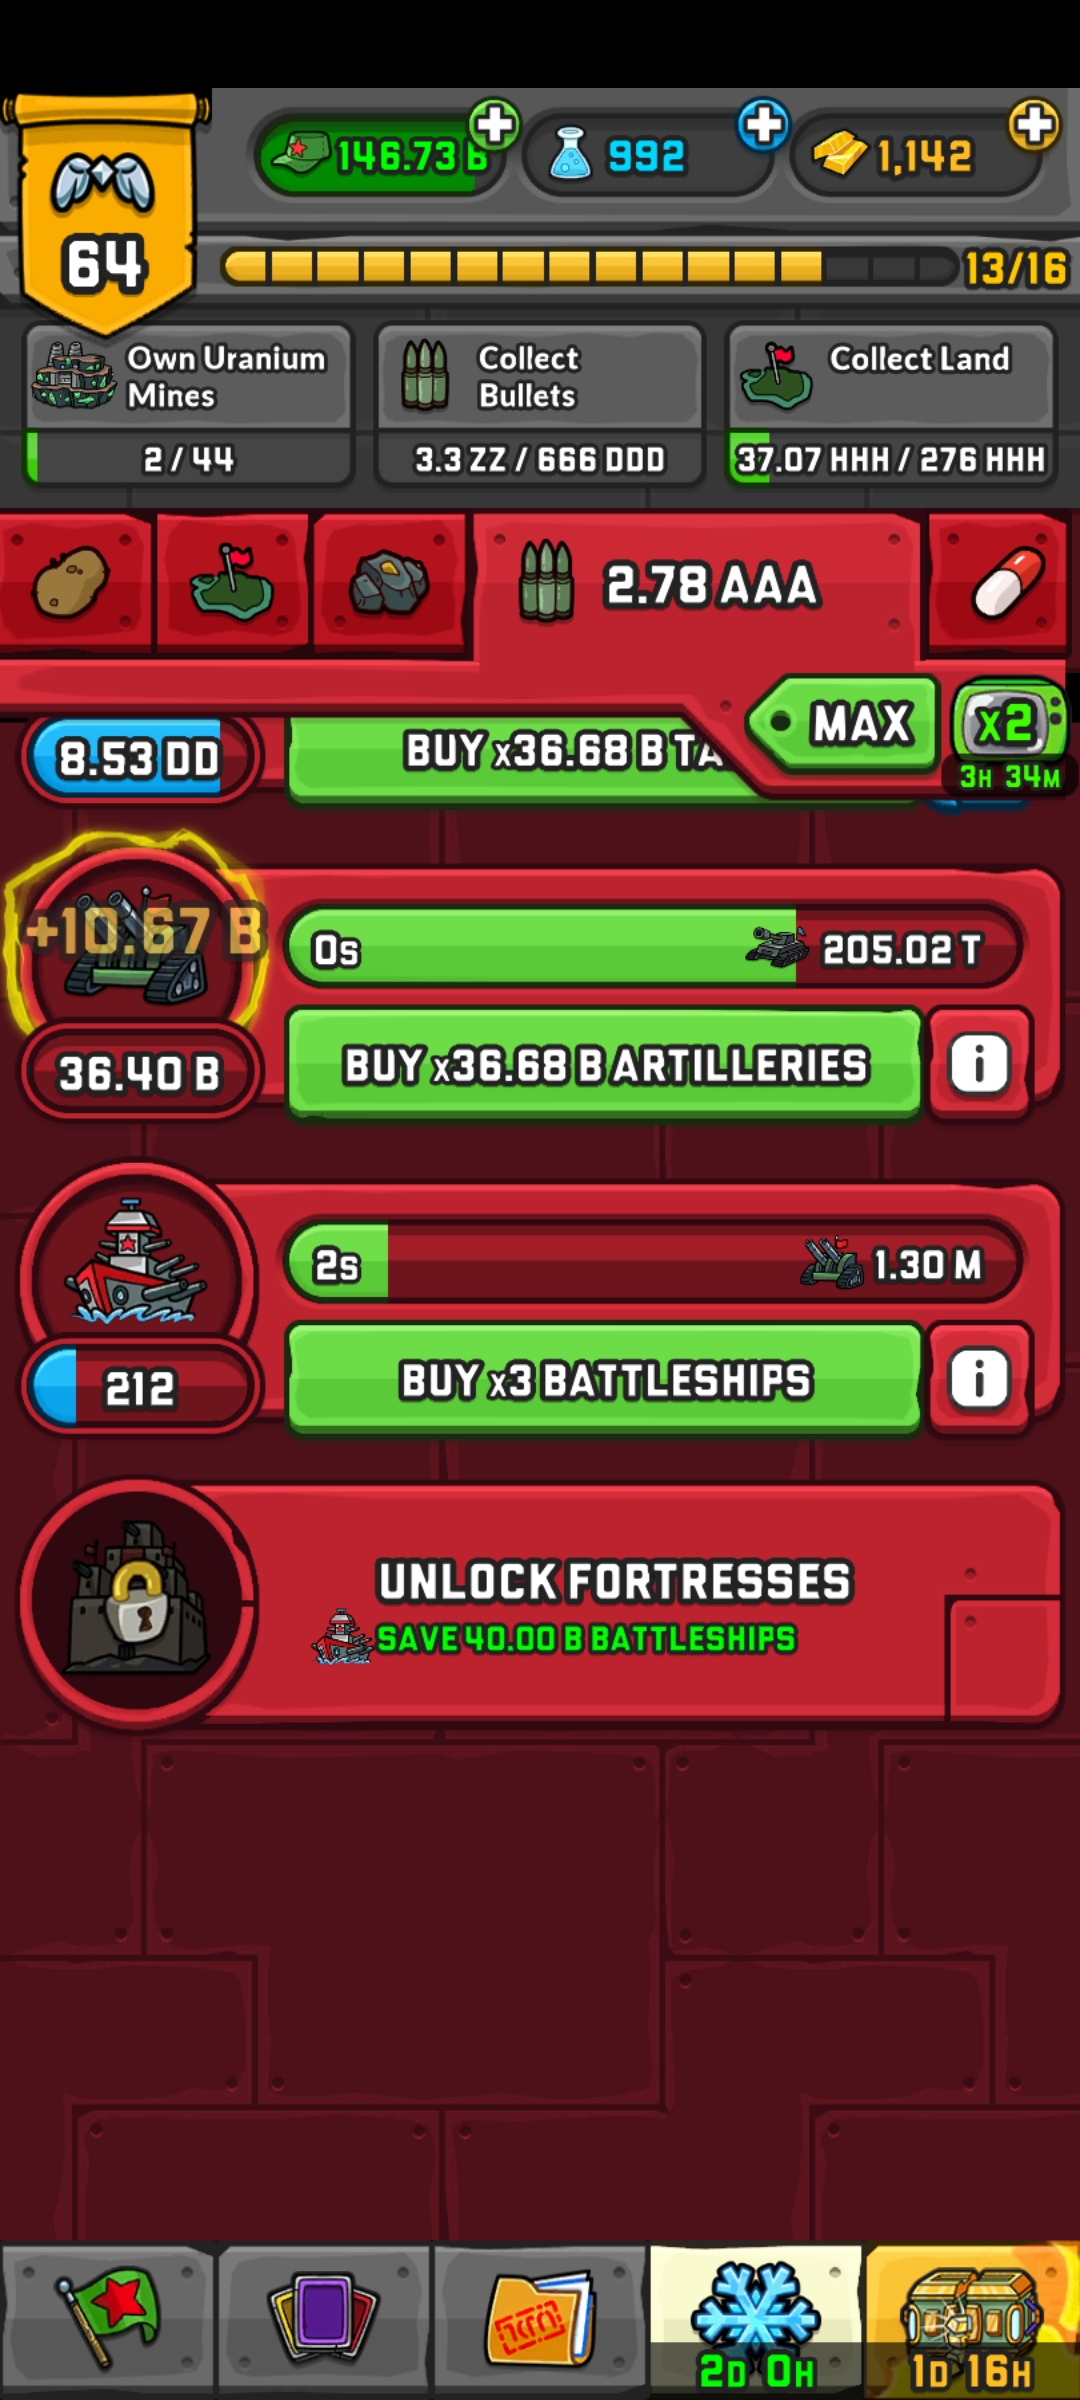 146.73 B
992
1,142
64
13/16
Own Uranium
Mines
2 / 44
Collect
Bullets
3.3 ZZ / 666 DDD
Collect Land
37.07 HHH / 276 HHH
2.78 AAA
MAX
x2
3H 34M
8.53 DD
BUY x36.68 B TA
+10.67 B
0s
205.02 T
36.40 B
BUY x36.68 B ARTILLERIES
i
2s
1.30 M
212
BUY x3 BATTLESHIPS
i
UNLOCK FORTRESSES
SAVE 40.00 B BATTLESHIPS
2D 0H
1D 16H